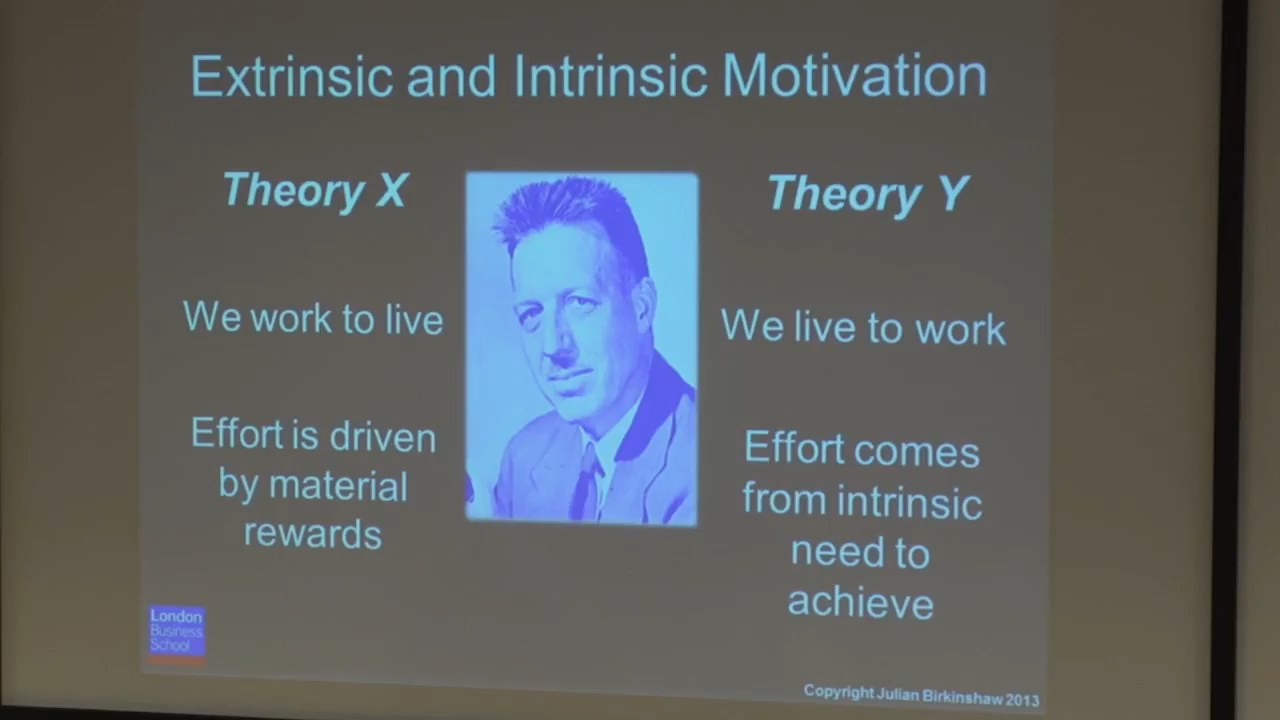 Extrinsic and Intrinsic Motivation
Theory X
We work to live
Effort is driven
by material
rewards
Theory Y
We live to work
Effort comes
from intrinsic
need to
achieve
London
Business
School
Copyright Julian Birkinshaw 2013